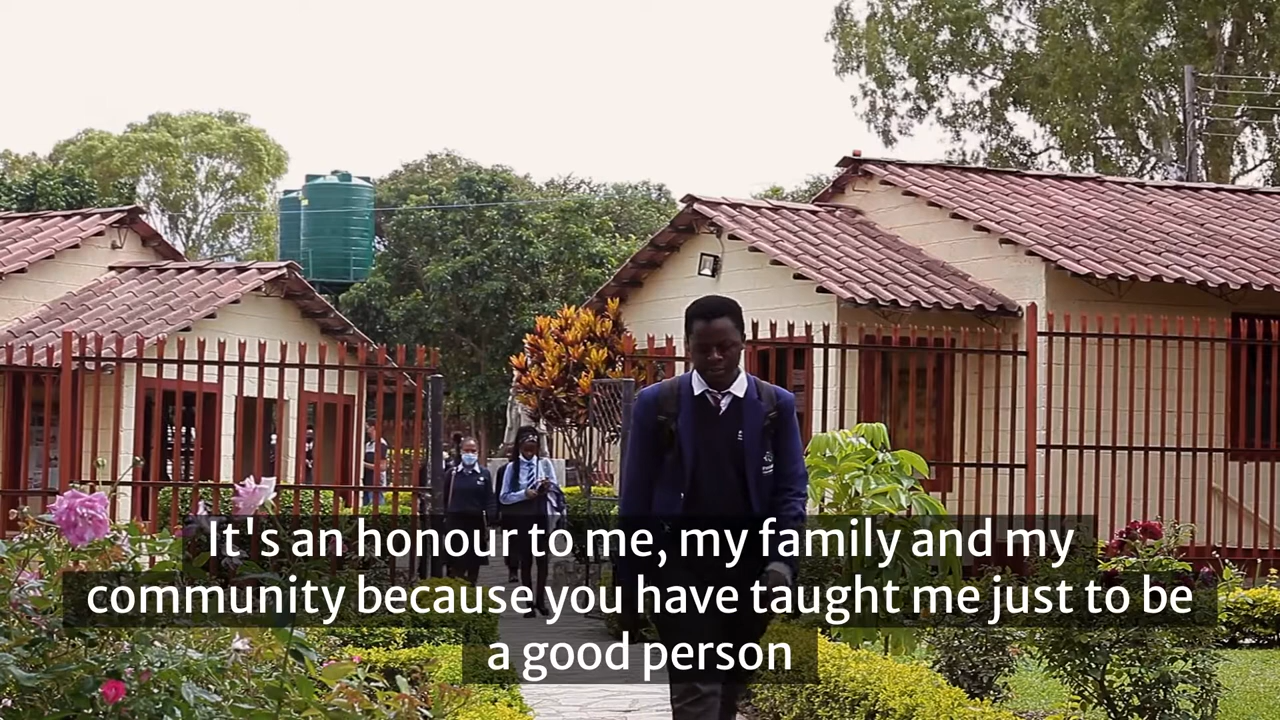 It's an honour to me, my family and my
community because you have taught me just to be
a good person